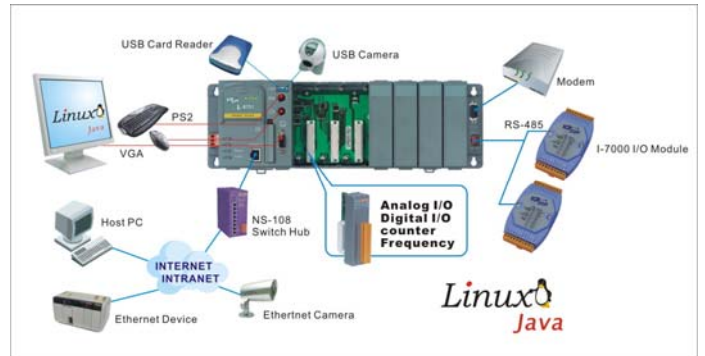 USB Card Reader
USB Camera
Modem
Linux
Java
PS2
VGA
RS-485
I-7000 I/O Module
Host PC
NS-108
Switch Hub
Analog I/O
Digital I/O
counter
Frequency
INTERNET
INTRANET
Ethernet Device
Ethertnet Camera
Linux
Java